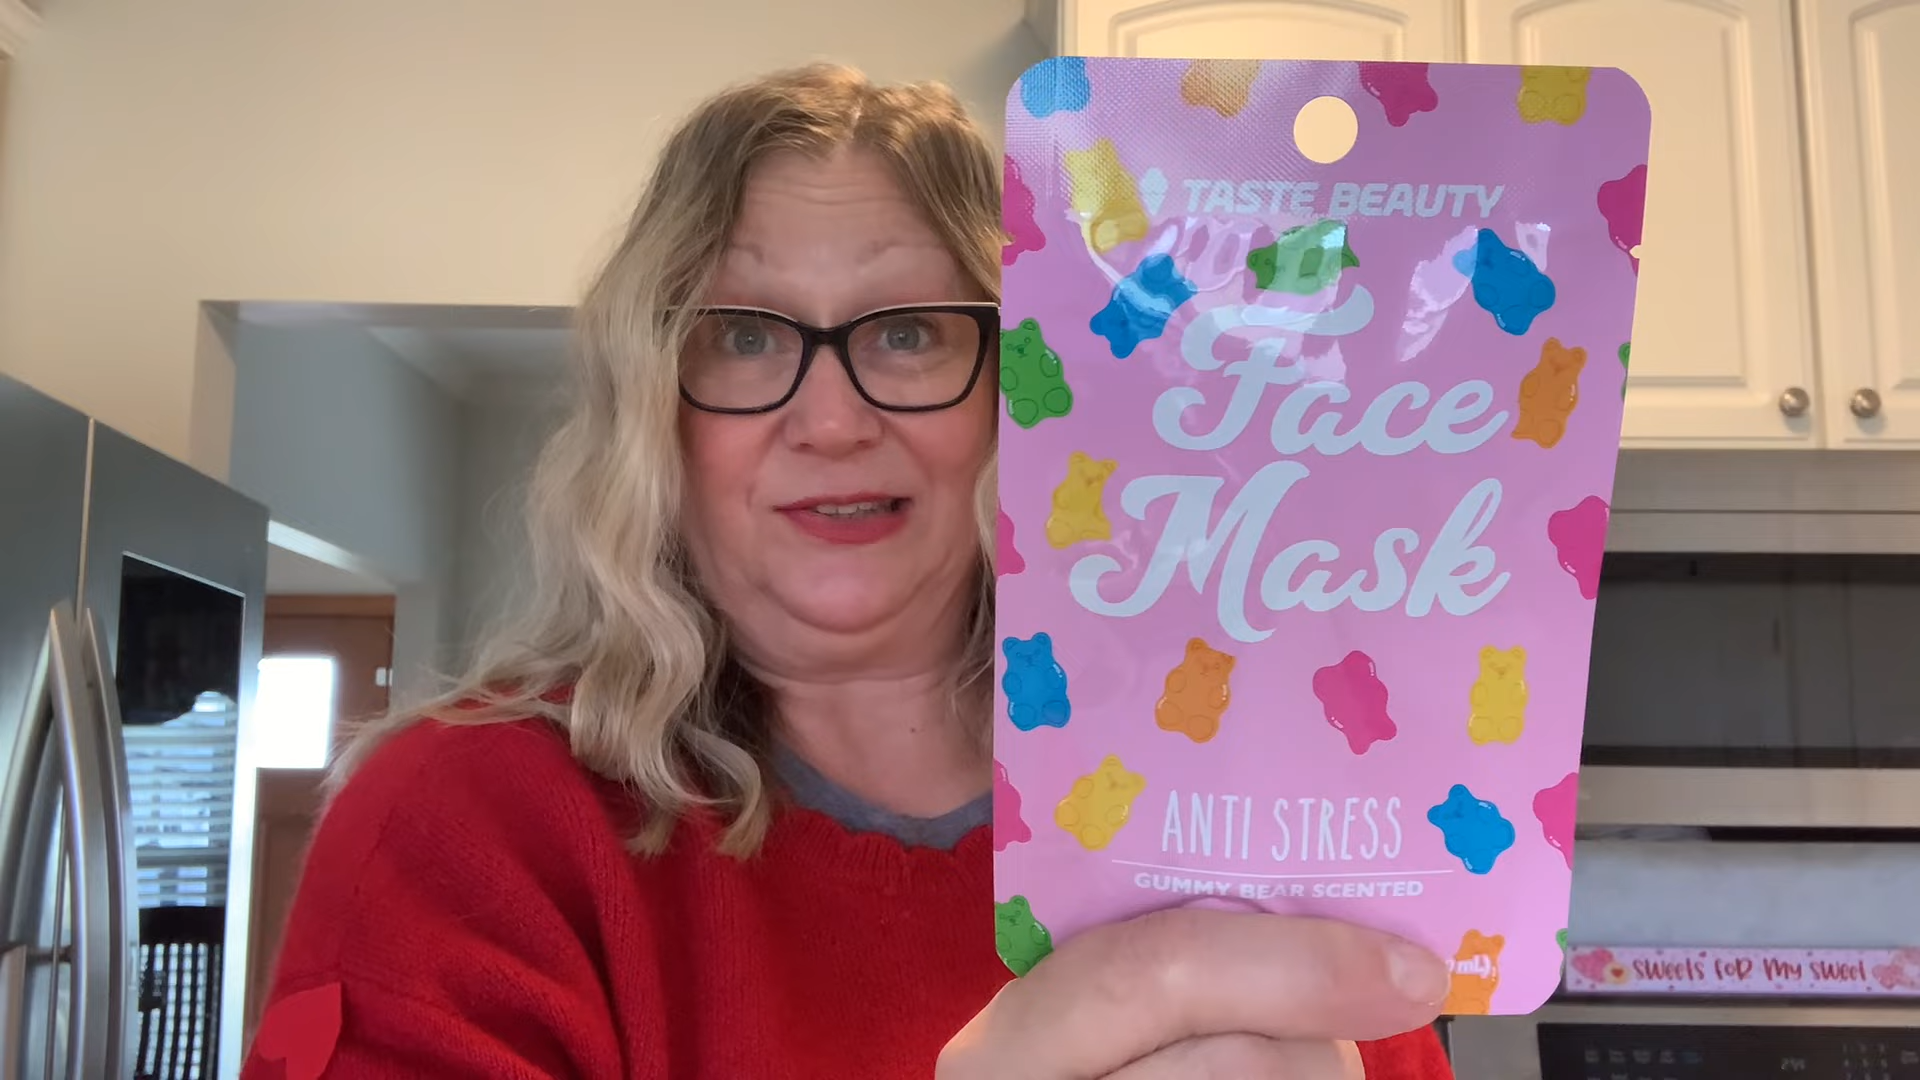 TASTE BEAUTY
Face
Mask
ANTI STRESS
GUMMY BEAR SCENTED
sweets for my sweet